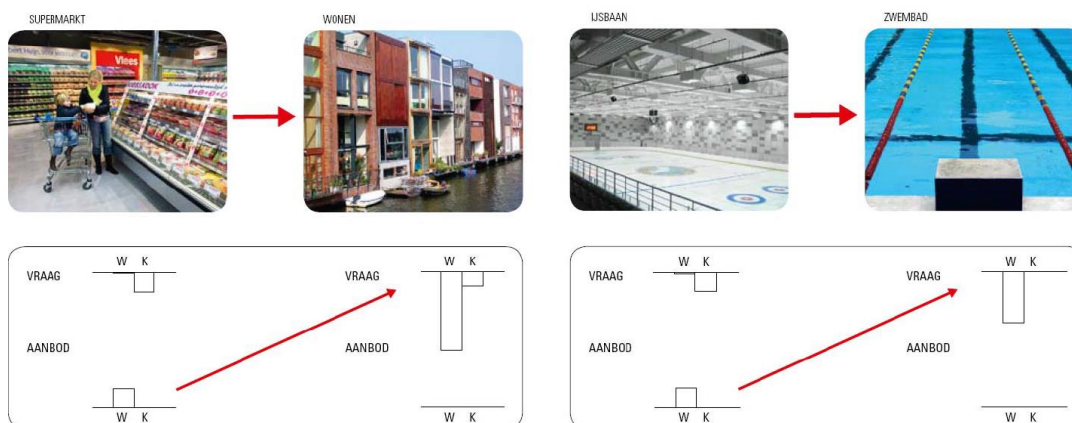 SUPERMARKT
WONEN
IJSBAAN
ZWEMBAD
Vlees
W K
VRAAG
AANBOD
W K
W K
VRAAG
AANBOD
W K
W K
VRAAG
AANBOD
W K
W K
VRAAG
AANBOD
W K